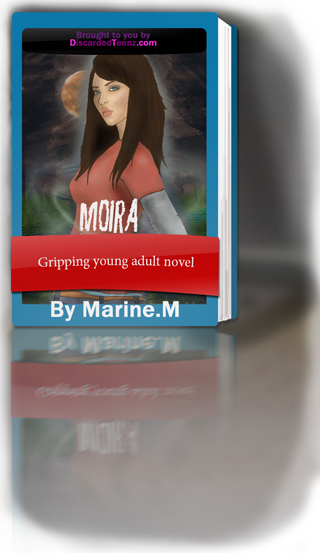 Brought to you by
DiscardedTeenz.com
MOIRA
Gripping young adult novel
By Marine.M